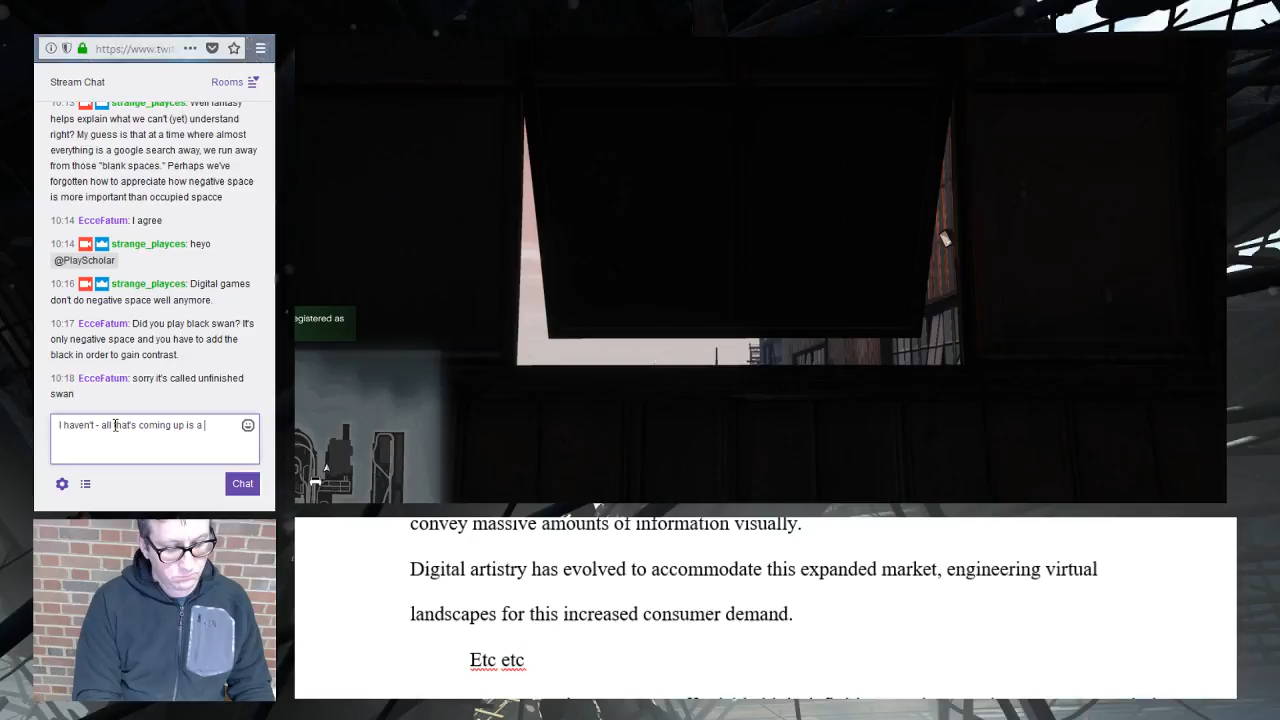 https://www.twit
Stream Chat
Rooms
10:13 strange_playces: Well fantasy
helps explain what we can't (yet) understand
right? My guess is that at a time where almost
everything is a google search away, we run away
from those "blank spaces." Perhaps we've
forgotten how to appreciate how negative space
is more important than occupied spacce
10:14 EcceFatum: I agree
10:14 strange_playces: heyo
@PlayScholar
10:16 strange_playces: Digital games
don't do negative space well anymore.
10:17 EcceFatum: Did you play black swan? It's
only negative space and you have to add the
black in order to gain contrast.
10:18 EcceFatum: sorry it's called unfinished
swan
I haven't - all that's coming up is a
Chat
egistered as
convey massive amounts of information visually.
Digital artistry has evolved to accommodate this expanded market, engineering virtual
landscapes for this increased consumer demand.
Etc etc